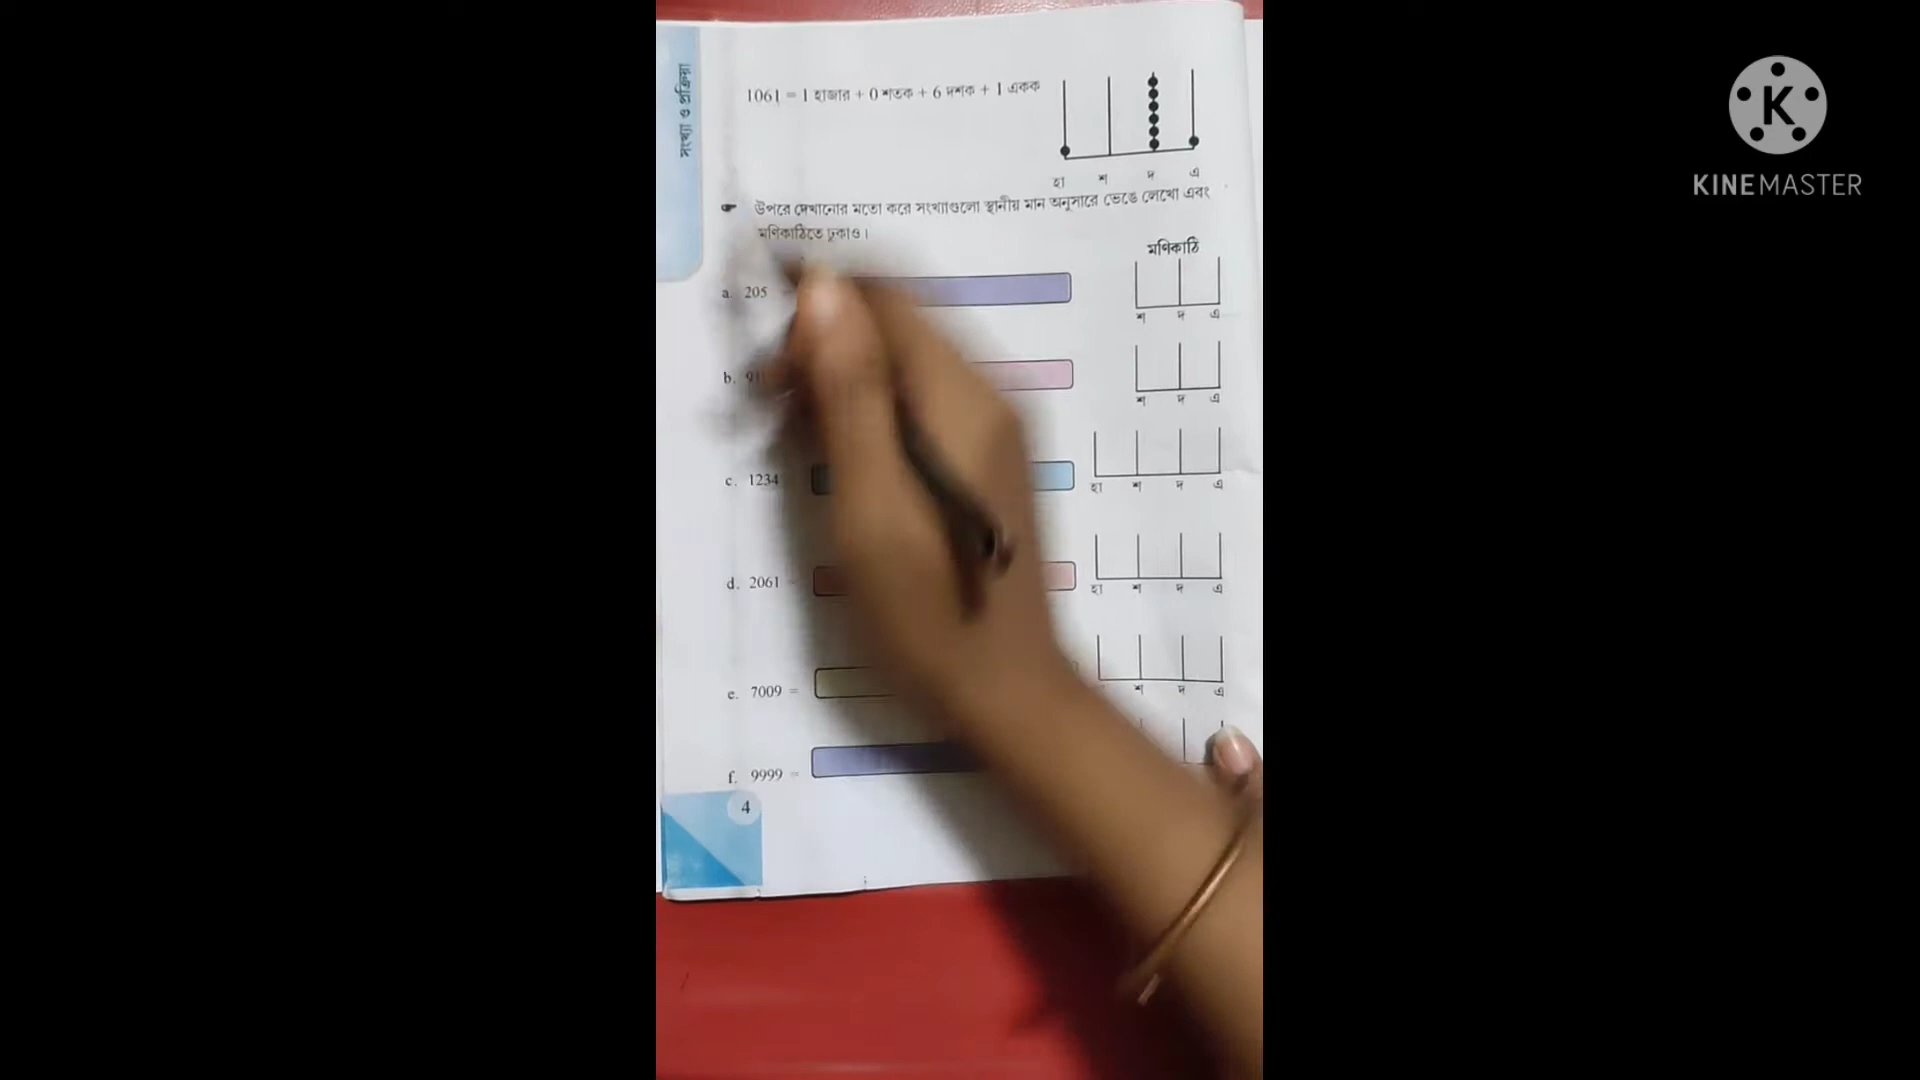 সংখ্যা ও প্রক্রিয়া
1061 = 1 হাজার + 0 শতক + 6 দশক + 1 একক
হা শ দ এ
উপরে দেখানোর মতো করে সংখ্যাগুলো স্থানীয় মান অনুসারে ভেঙে লেখো এবং
মণিকাঠিতে ঢুকাও।
মণিকাঠি
a. 205
শ দ এ
b.
শ দ এ
c. 1234
হা শ দ এ
d. 2061
হা শ দ এ
e. 7009 =
শ দ এ
f. 9999 =
4
K
KINEMASTER